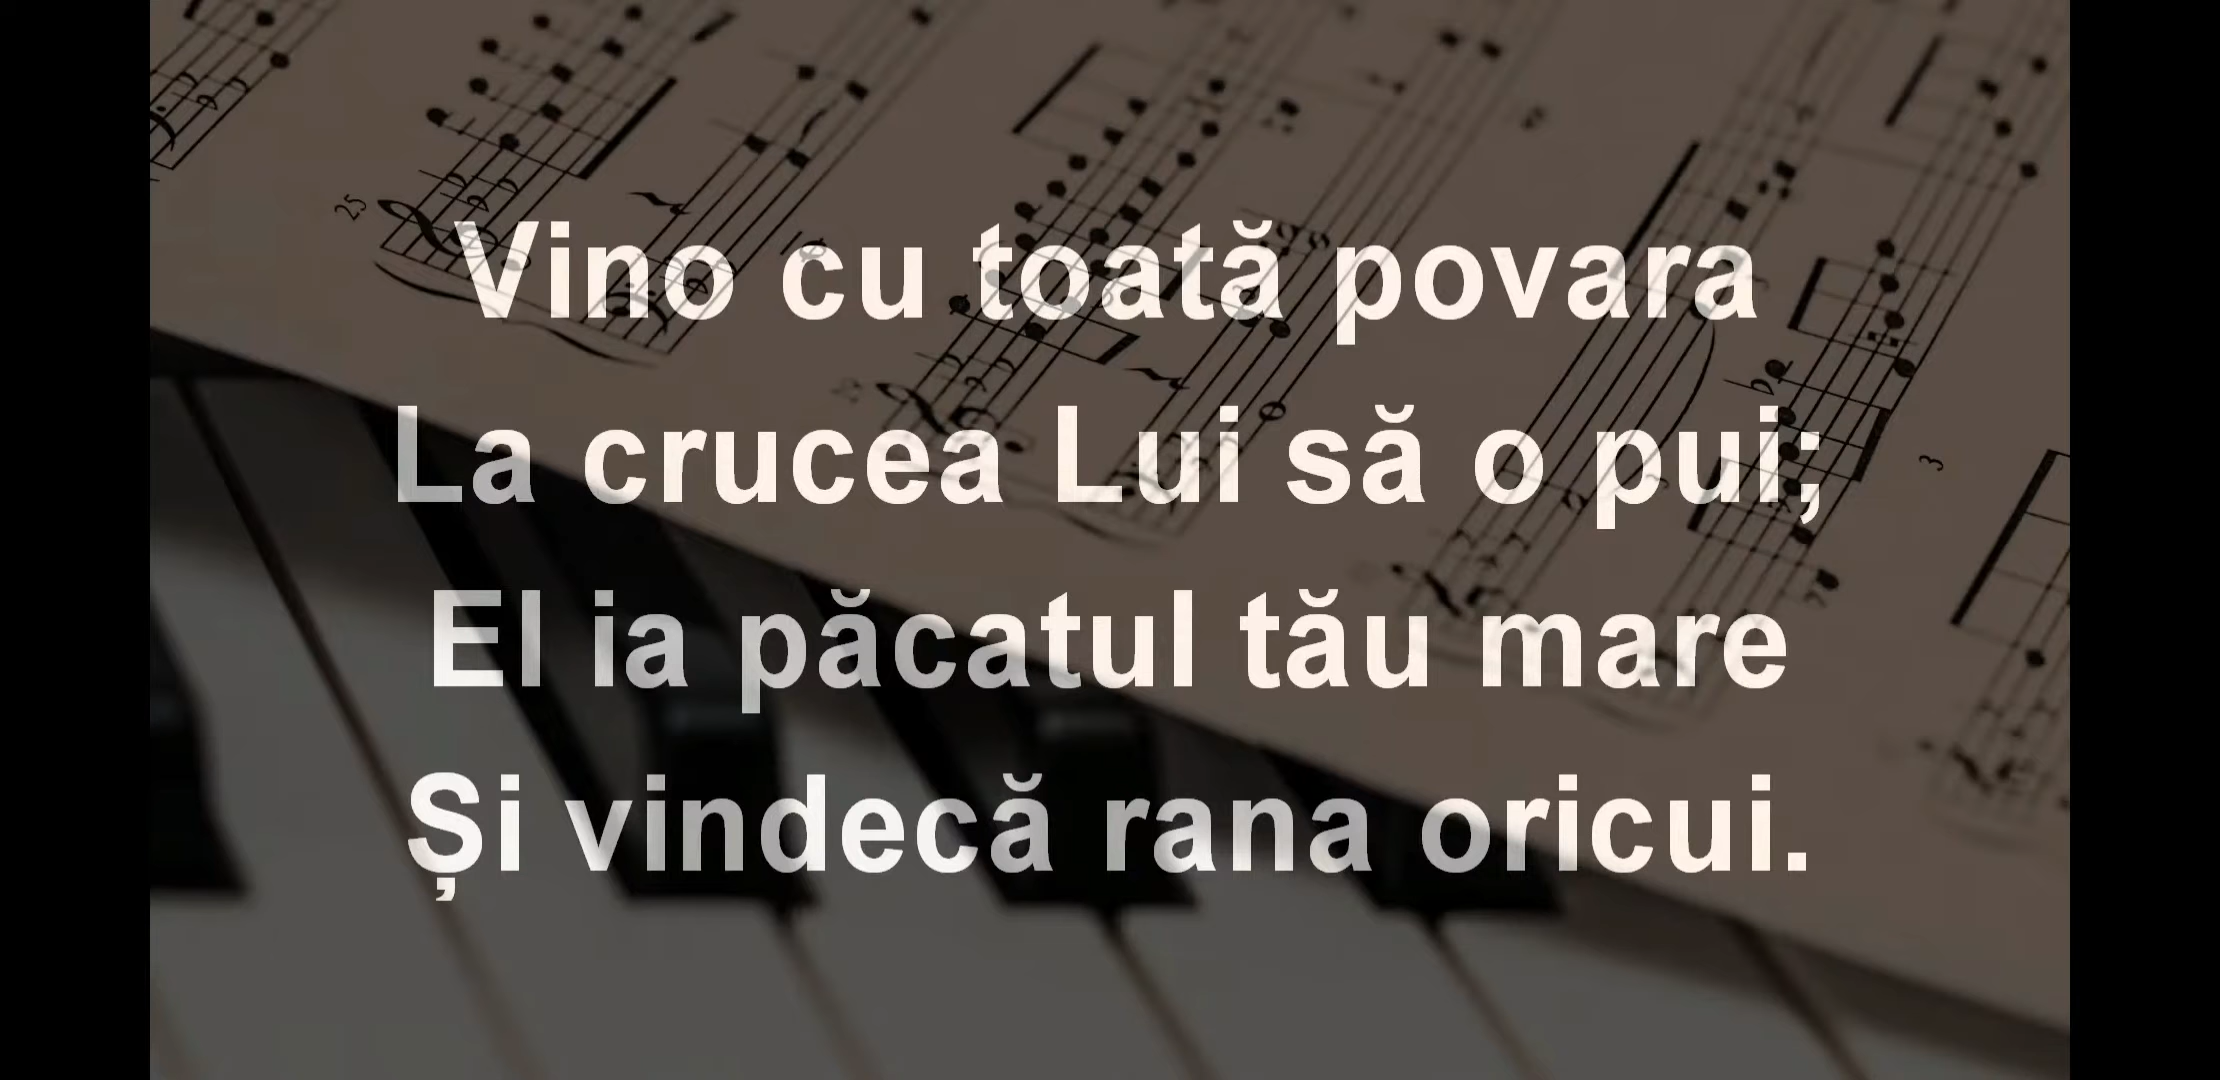 Vino cu toată povara
La crucea Lui să o pui;
El ia păcatul tău mare
Și vindecă rana oricui.